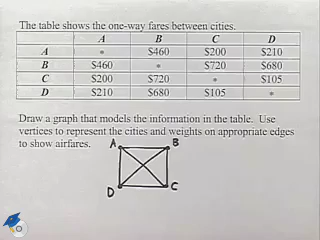 The table shows the one-way fares between cities.
A B C D
A * $460 $200 $210
B $460 * $720 $680
C $200 $720 * $105
D $210 $680 $105 *
Draw a graph that models the information in the table. Use
vertices to represent the cities and weights on appropriate edges
to show airfares.
A B
D C